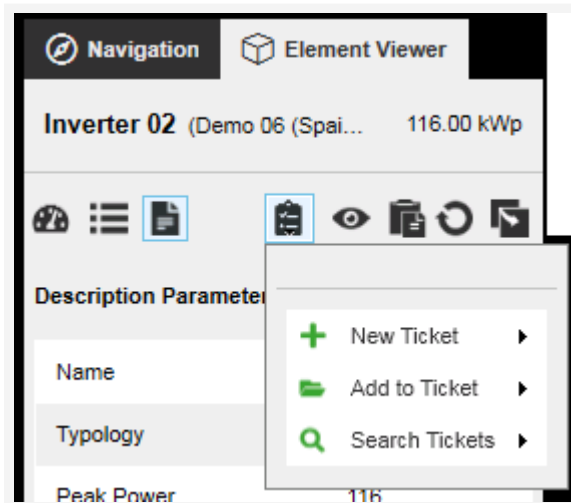 Navigation
Element Viewer
Inverter 02 (Demo 06 (Spai... 116.00 kWp
Description Parameter
New Ticket
Name
Add to Ticket
Typology
Search Tickets
Peak Power 116